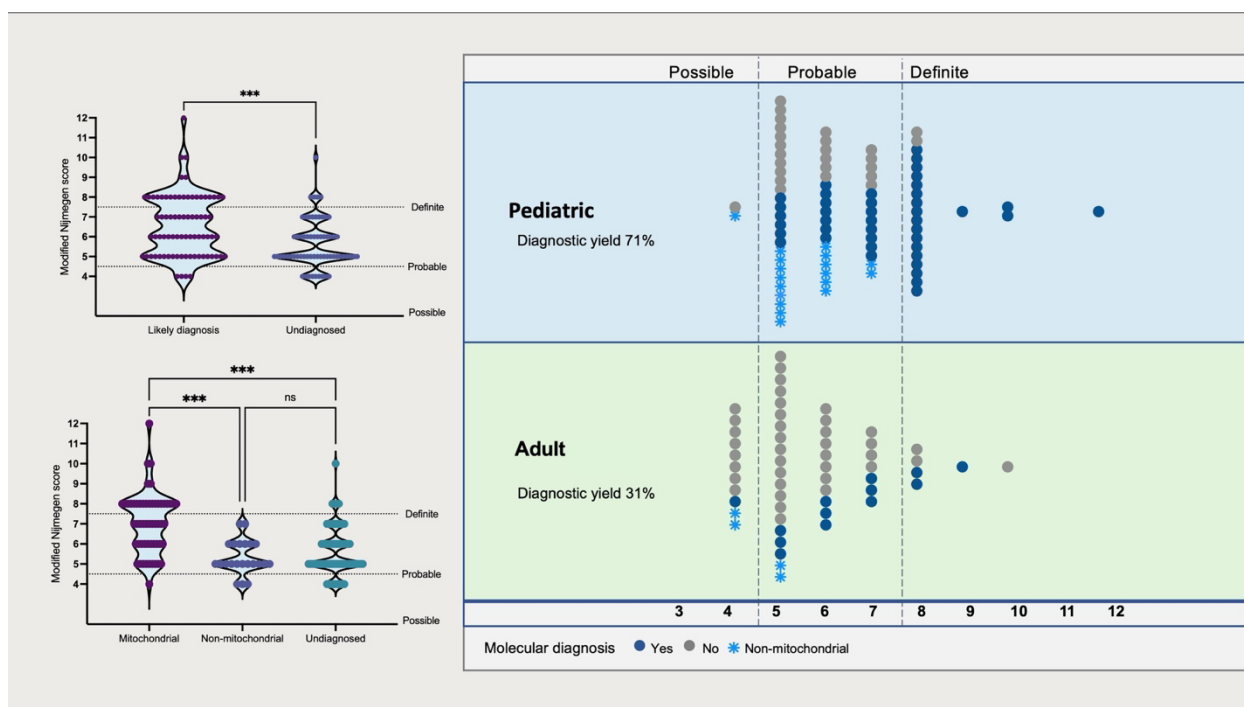 ***
Modified Nijmegen score
12
11
10
9
8
7
6
5
4
Definite
Probable
Possible
Likely diagnosis Undiagnosed
***
*** ns
Modified Nijmegen score
12
11
10
9
8
7
6
5
4
Definite
Probable
Possible
Mitochondrial Non-mitochondrial Undiagnosed
Possible Probable Definite
Pediatric
Diagnostic yield 71%
Adult
Diagnostic yield 31%
3 4 5 6 7 8 9 10 11 12
Molecular diagnosis Yes No Non-mitochondrial